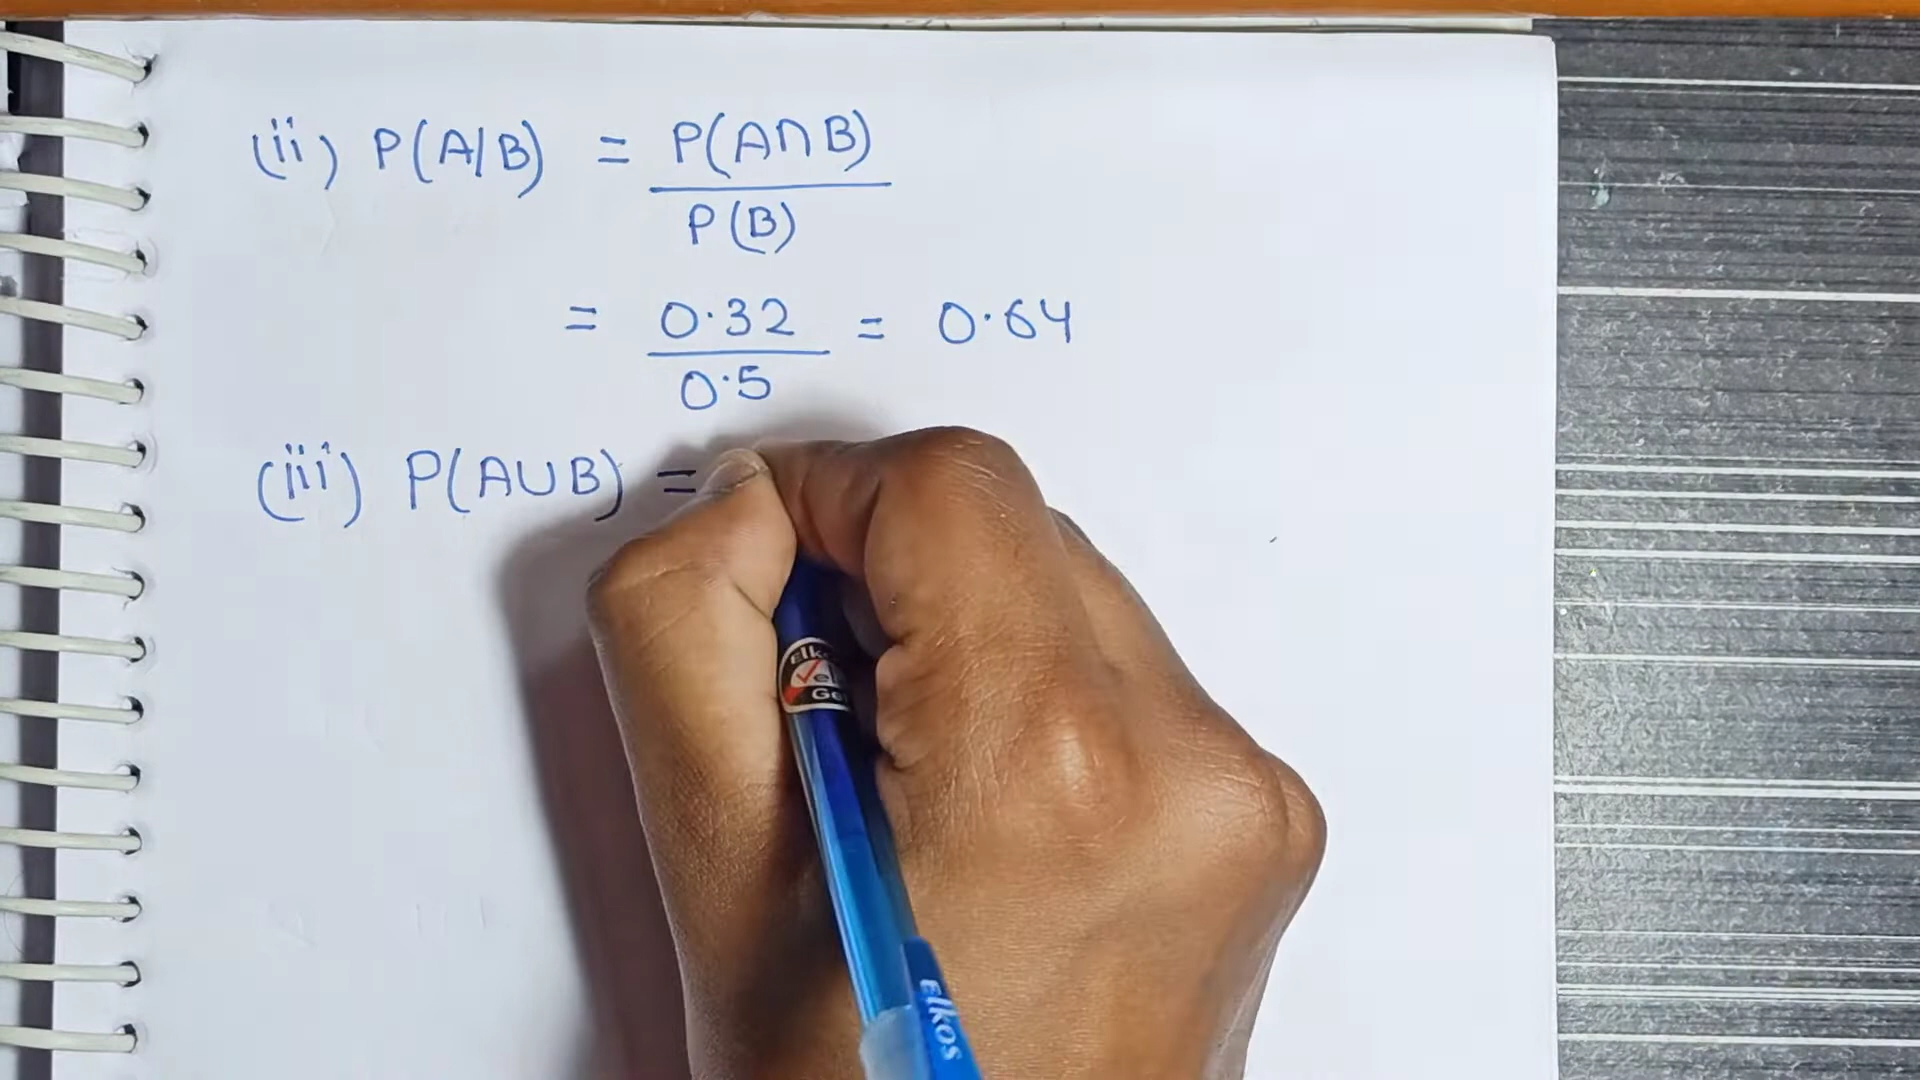 (ii) P(A/B) = P(A∩B)
P(B)
= 0.32 = 0.64
0.5
(iii) P(A∪B) =
Elkos